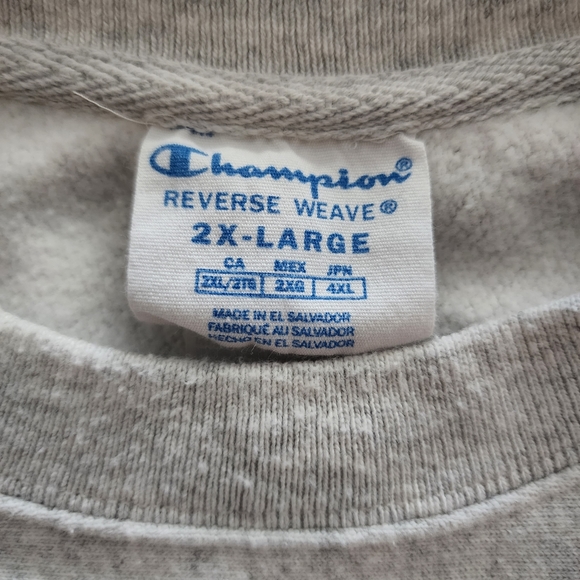 Champion®
REVERSE WEAVE®
2X-LARGE
CA MEX JPN
2XL/2TG 2XG 4XL
MADE IN EL SALVADOR
FABRIQUÉ AU SALVADOR
HECHO EN EL SALVADOR